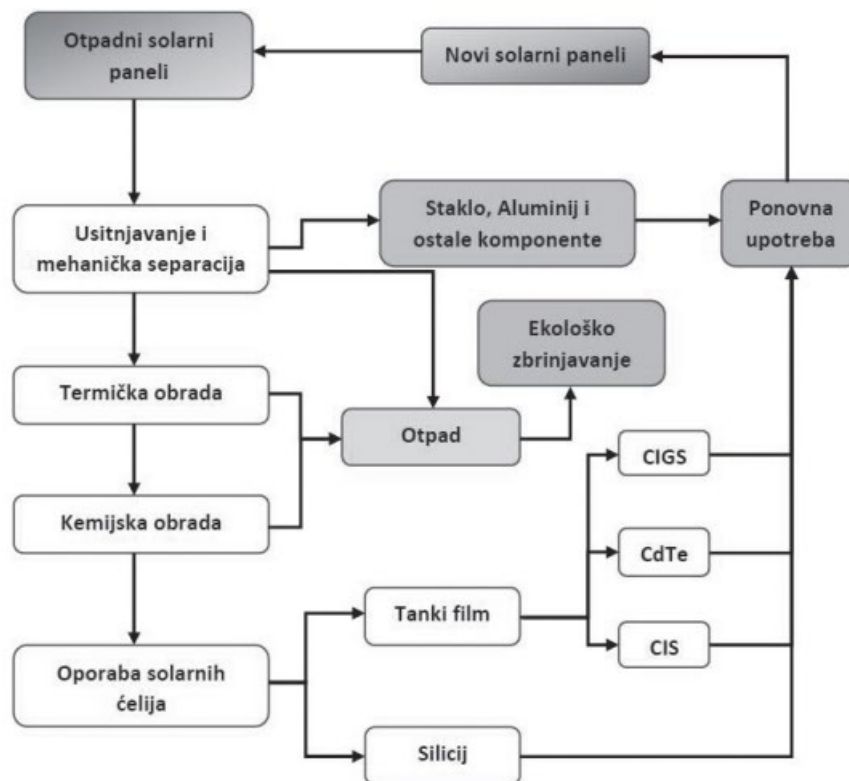 Otpadni solarni
paneli
Novi solarni paneli
Usitnjavanje i
mehanička separacija
Staklo, Aluminij i
ostale komponente
Ponovna
upotreba
Ekološko
zbrinjavanje
Termička obrada
Otpad
CIGS
Kemijska obrada
CdTe
Tanki film
CIS
Oporaba solarnih
ćelija
Silicij